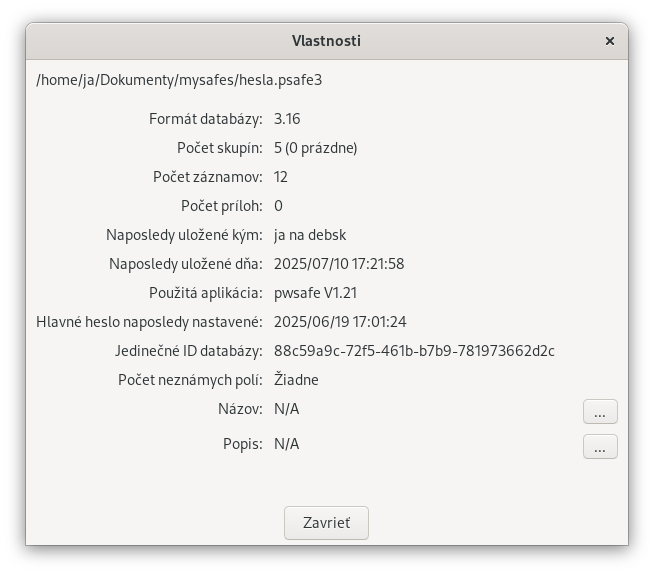 Vlastnosti ×
/home/ja/Dokumenty/mysafes/hesla.psafe3
Formát databázy: 3.16
Počet skupín: 5 (0 prázdne)
Počet záznamov: 12
Počet príloh: 0
Naposledy uložené kým: ja na debsk
Naposledy uložené dňa: 2025/07/10 17:21:58
Použitá aplikácia: pwsafe V1.21
Hlavné heslo naposledy nastavené: 2025/06/19 17:01:24
Jedinečné ID databázy: 88c59a9c-72f5-461b-b7b9-781973662d2c
Počet neznámych polí: Žiadne
Názov: N/A ...
Popis: N/A ...
Zavrieť